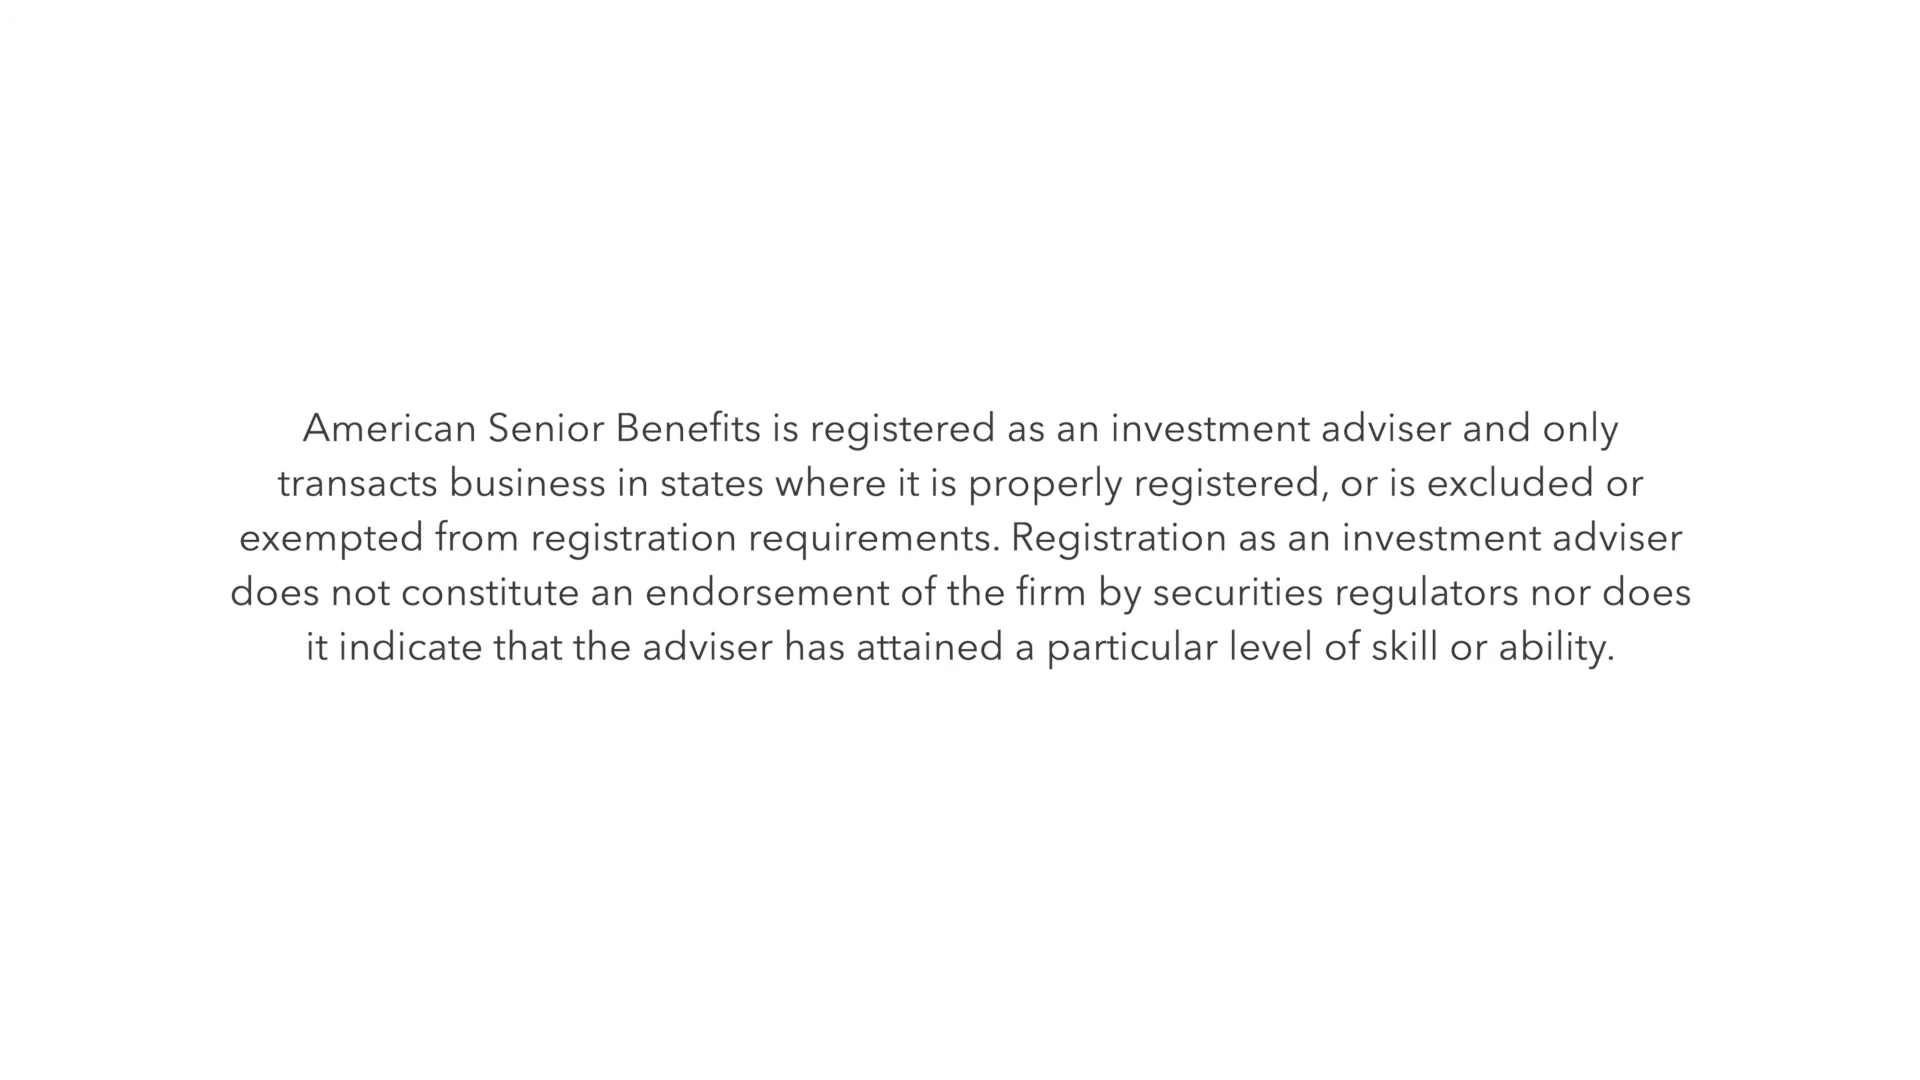 American Senior Benefits is registered as an investment adviser and only
transacts business in states where it is properly registered, or is excluded or
exempted from registration requirements. Registration as an investment adviser
does not constitute an endorsement of the firm by securities regulators nor does
it indicate that the adviser has attained a particular level of skill or ability.